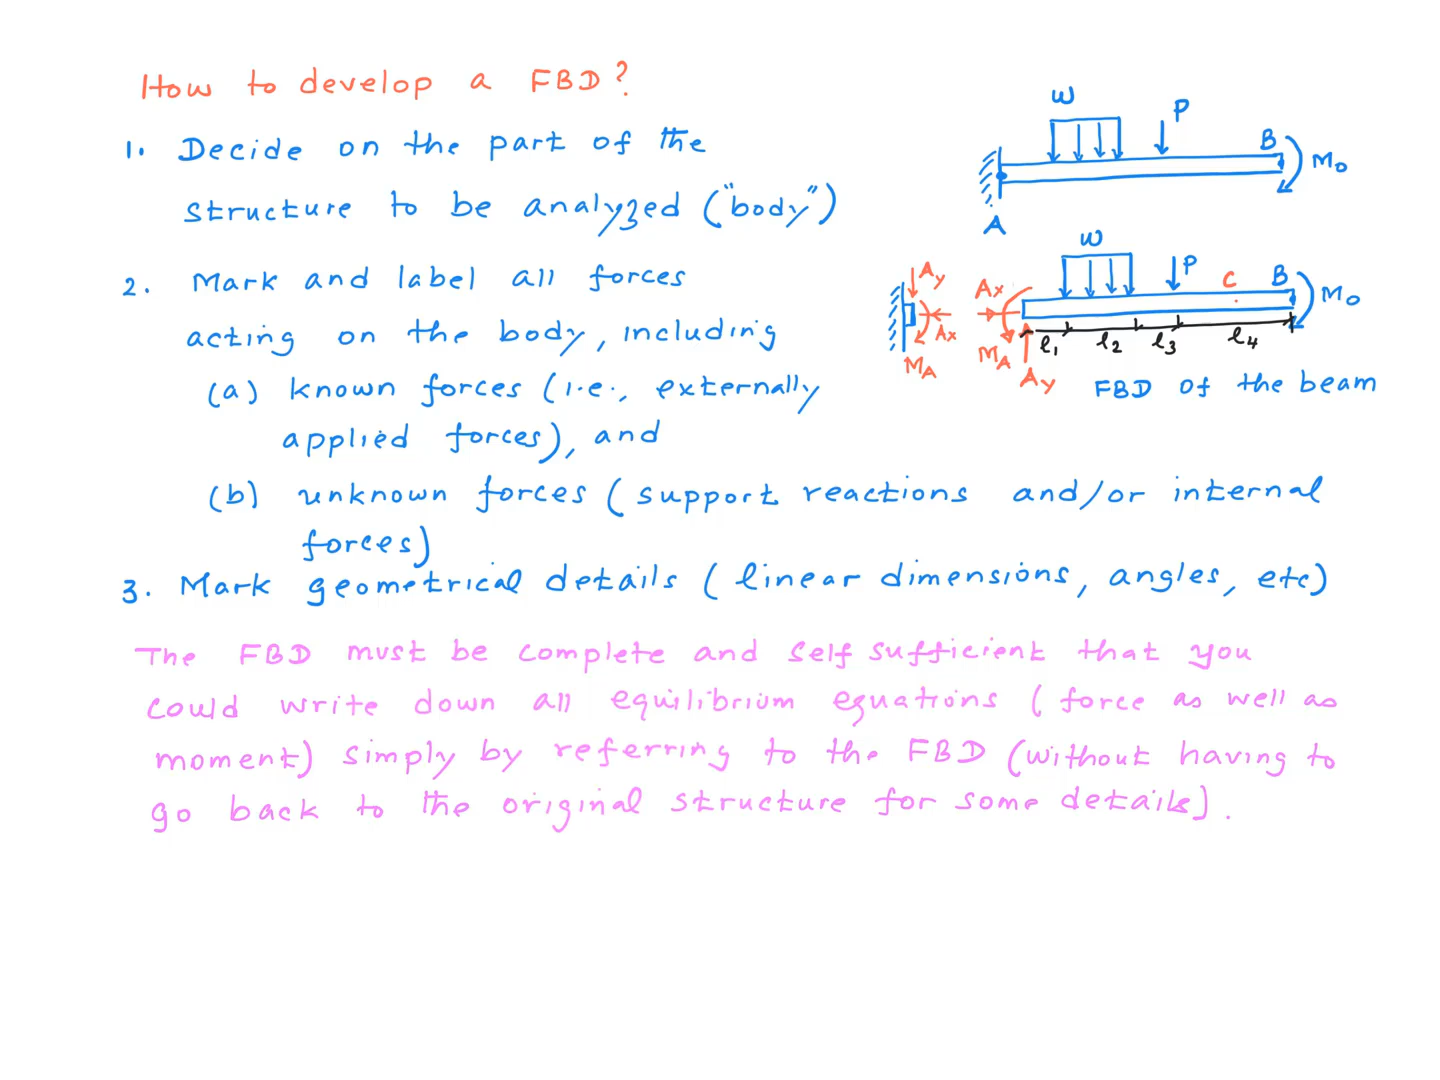 How to develop a FBD?
1. Decide on the part of the
structure to be analyzed ("body")
2. Mark and label all forces
acting on the body, including
(a) known forces (i.e., externally
applied forces), and
(b) unknown forces (support reactions and/or internal
forces)
3. Mark geometrical details (linear dimensions, angles, etc)
The FBD must be complete and self sufficient that you
could write down all equilibrium equations (force as well as
moment) simply by referring to the FBD (without having to
go back to the original structure for some details).
w
P
B
M0
A
w
P
C
B
M0
Ay
Ax
MA
Ax
MA
Ay
l1 l2 l3 l4
FBD of the beam